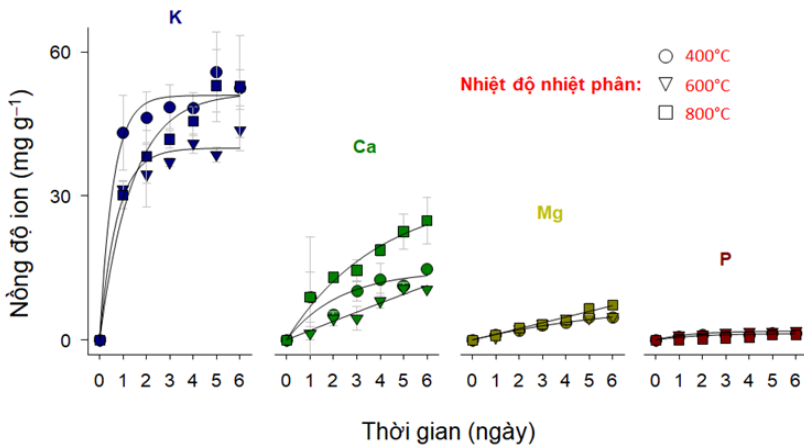 K
Ca
Mg
P
Nhiệt độ nhiệt phân:
400°C
600°C
800°C
Nồng độ ion (mg g⁻¹)
60
30
0
0 1 2 3 4 5 6
0 1 2 3 4 5 6
0 1 2 3 4 5 6
0 1 2 3 4 5 6
Thời gian (ngày)